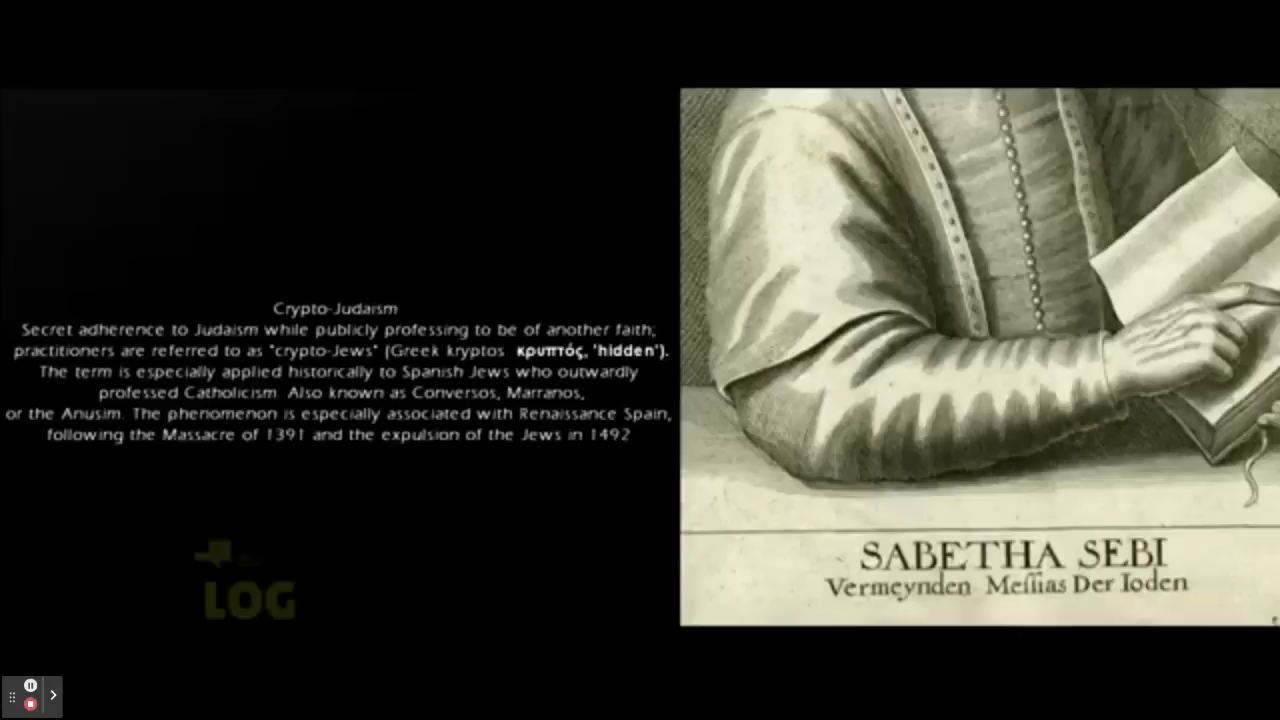 Crypto-Judaism
Secret adherence to Judaism while publicly professing to be of another faith;
practitioners are referred to as "crypto-Jews" (Greek kryptos κρυπτός, 'hidden').
The term is especially applied historically to Spanish Jews who outwardly
professed Catholicism Also known as Conversos, Marranos,
or the Anusim. The phenomenon is especially associated with Renaissance Spain,
following the Massacre of 1391 and the expulsion of the Jews in 1492
LOG
SABETHA SEBI
Vermeynden Meſſias Der Ioden